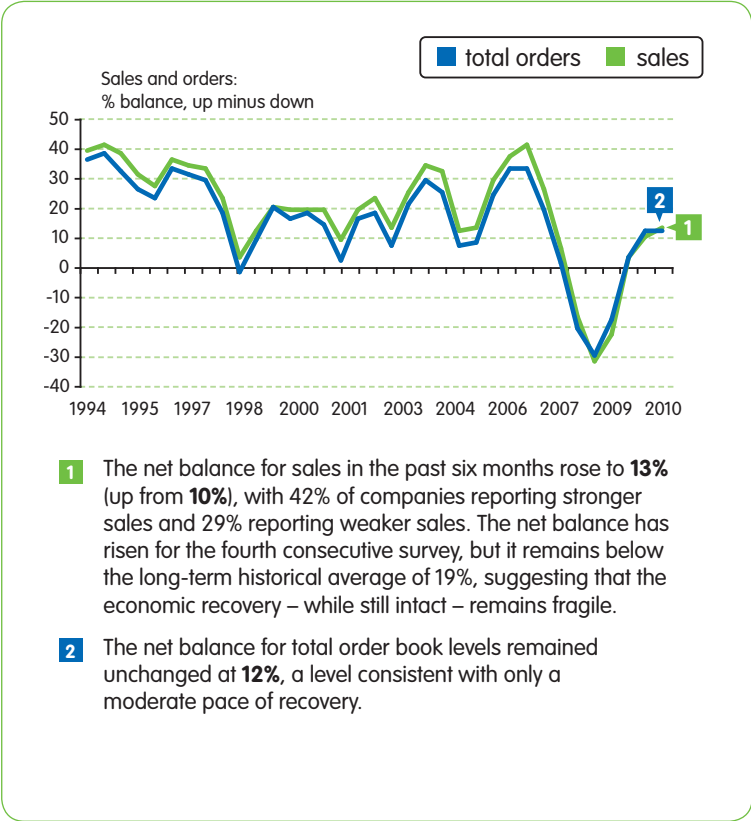 total orders sales
Sales and orders:
% balance, up minus down
50
40
30
20
10
0
-10
-20
-30
-40
2
1
1994 1995 1997 1998 2000 2001 2003 2004 2006 2007 2009 2010
1 The net balance for sales in the past six months rose to 13%
(up from 10%), with 42% of companies reporting stronger
sales and 29% reporting weaker sales. The net balance has
risen for the fourth consecutive survey, but it remains below
the long-term historical average of 19%, suggesting that the
economic recovery – while still intact – remains fragile.
2 The net balance for total order book levels remained
unchanged at 12%, a level consistent with only a
moderate pace of recovery.